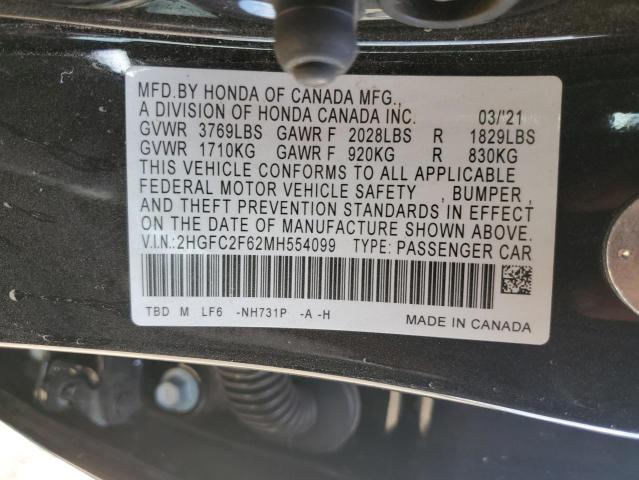 MFD.BY HONDA OF CANADA MFG.,
A DIVISION OF HONDA CANADA INC. 03/'21
GVWR 3769LBS GAWR F 2028LBS R 1829LBS
GVWR 1710KG GAWR F 920KG R 830KG
THIS VEHICLE CONFORMS TO ALL APPLICABLE
FEDERAL MOTOR VEHICLE SAFETY , BUMPER ,
AND THEFT PREVENTION STANDARDS IN EFFECT
ON THE DATE OF MANUFACTURE SHOWN ABOVE.
V.I.N.:2HGFC2F62MH554099 TYPE: PASSENGER CAR
TBD M LF6 -NH731P -A -H
MADE IN CANADA